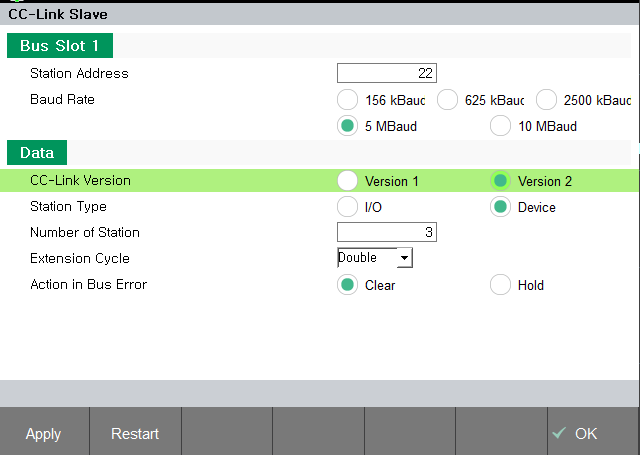 CC-Link Slave
Bus Slot 1
Station Address 22
Baud Rate 156 kBauc 625 kBauc 2500 kBauc
5 MBaud 10 MBaud
Data
CC-Link Version Version 1 Version 2
Station Type I/O Device
Number of Station 3
Extension Cycle Double
Action in Bus Error Clear Hold
Apply Restart OK